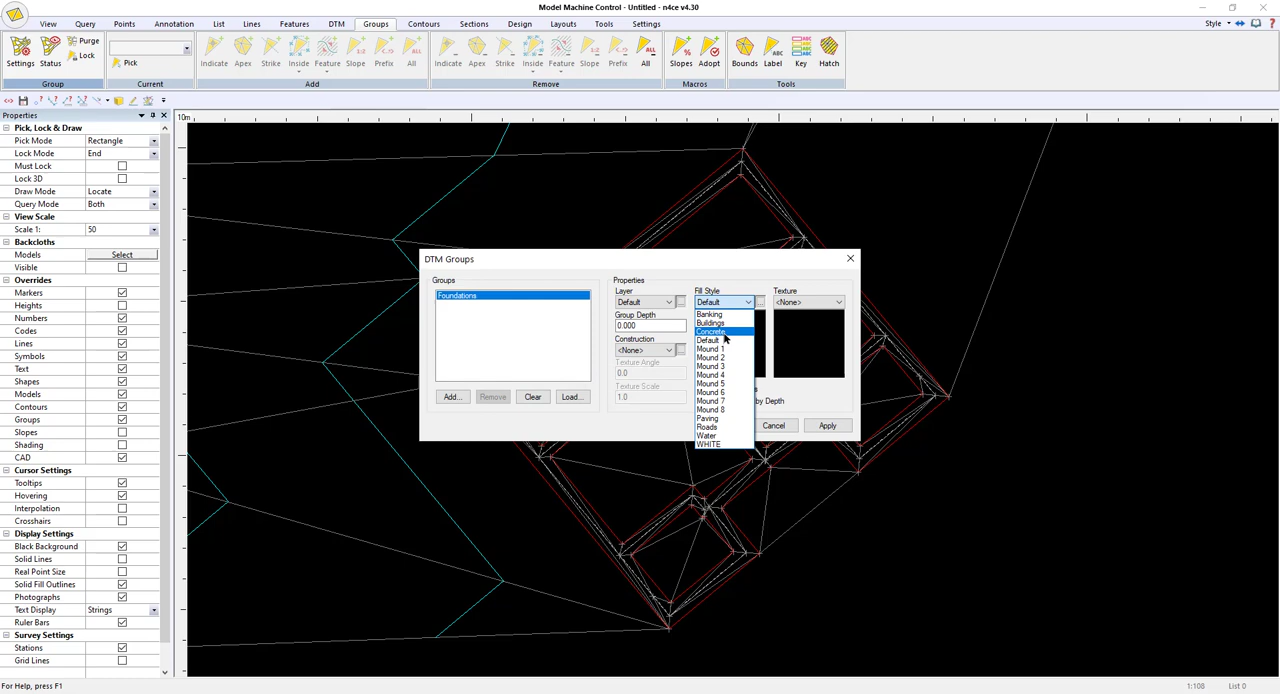 Model Machine Control - Untitled - n4ce v4.30
View Query Points Annotation List Lines Features DTM Groups Contours Sections Design Layouts Tools Settings
Style
Settings Status Purge Lock
Pick
Indicate Apex Strike Inside Feature Slope Prefix All
Indicate Apex Strike Inside Feature Slope Prefix All
Slopes Adopt
Bounds Label Key Hatch
Group Current Add Remove Macros Tools
Properties
10m
Pick, Lock & Draw
Pick Mode Rectangle
Lock Mode End
Must Lock
Lock 3D
Draw Mode Locate
Query Mode Both
View Scale
Scale 1: 50
Backcloths
Models Select
Visible
Overrides
Markers
Heights
Numbers
Codes
Lines
Symbols
Text
Shapes
Models
Contours
Groups
Slopes
Shading
CAD
Cursor Settings
Tooltips
Hovering
Interpolation
Crosshairs
Display Settings
Black Background
Solid Lines
Real Point Size
Solid Fill Outlines
Photographs
Text Display Strings
Ruler Bars
Survey Settings
Stations
Grid Lines
DTM Groups
Groups
Foundations
Add... Remove Clear Load...
Properties
Layer
Default
Group Depth
0.000
Construction
<None>
Texture Angle
0.0
Texture Scale
1.0
Fill Style
Default
Banking
Buildings
Concrete
Default
Mound 1
Mound 2
Mound 3
Mound 4
Mound 5
Mound 6
Mound 7
Mound 8
Paving
Roads
Water
WHITE
Texture
<None>
by Depth
Cancel Apply
For Help, press F1
1:108 List 0